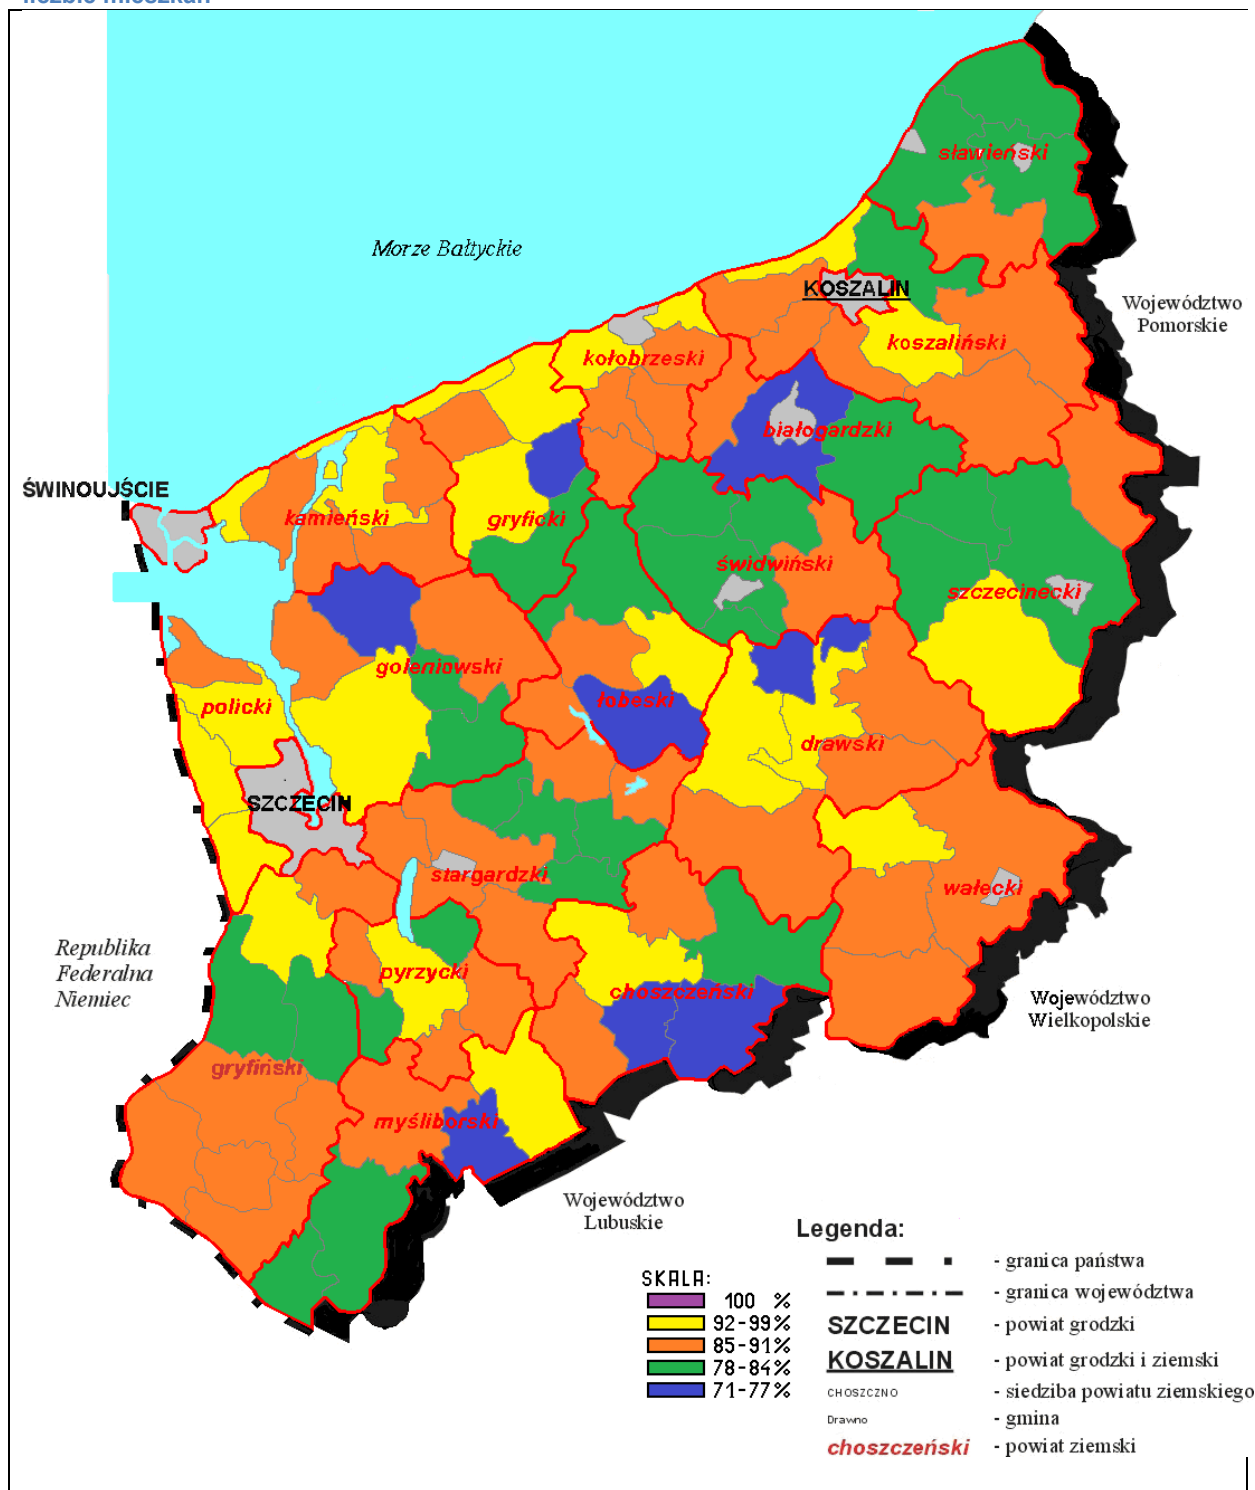 liczbie mieszkań
Morze Bałtyckie
sławieński
KOSZALIN
Województwo
Pomorskie
koszaliński
kołobrzeski
białogardzki
ŚWINOUJŚCIE
kamieński
gryficki
świdwiński
szczecinecki
goleniowski
policki
łobeski
drawski
SZCZECIN
stargardzki
wałecki
Republika
Federalna
Niemiec
pyrzycki
choszczeński
Województwo
Wielkopolskie
gryfiński
myśliborski
Województwo
Lubuskie
Legenda:
- granica państwa
- granica województwa
SZCZECIN - powiat grodzki
KOSZALIN - powiat grodzki i ziemski
CHOSZCZNO - siedziba powiatu ziemskiego
Drawno - gmina
choszczeński - powiat ziemski
SKALA:
100 %
92-99%
85-91%
78-84%
71-77%